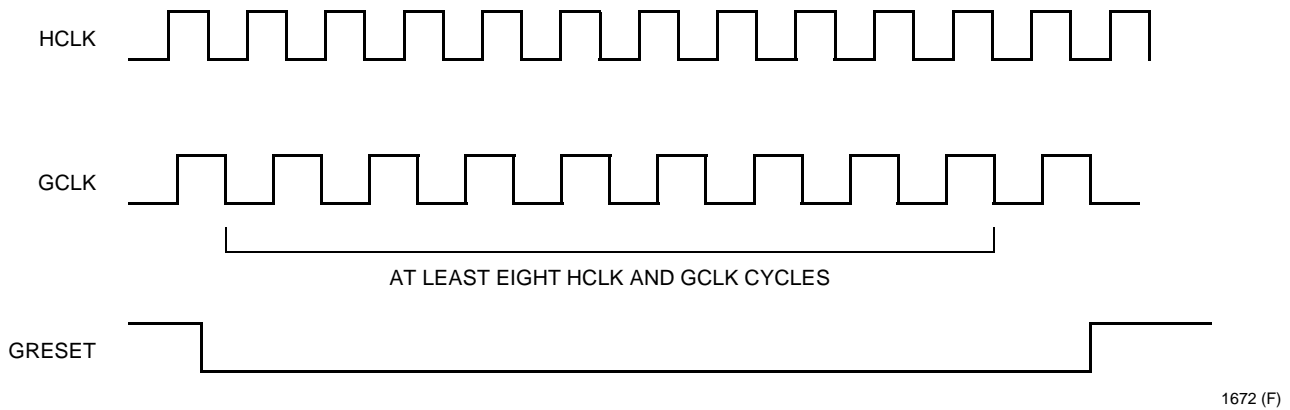 HCLK
GCLK
AT LEAST EIGHT HCLK AND GCLK CYCLES
GRESET
1672 (F)